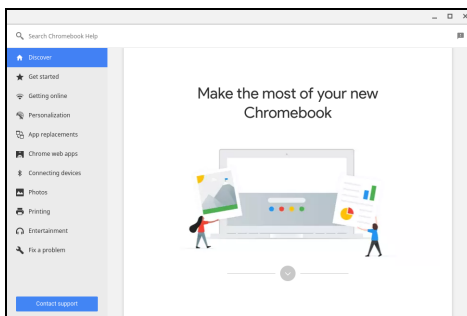 Search Chromebook Help
Discover
Get started
Getting online
Personalization
App replacements
Chrome web apps
Connecting devices
Photos
Printing
Entertainment
Fix a problem
Contact support
Make the most of your new
Chromebook